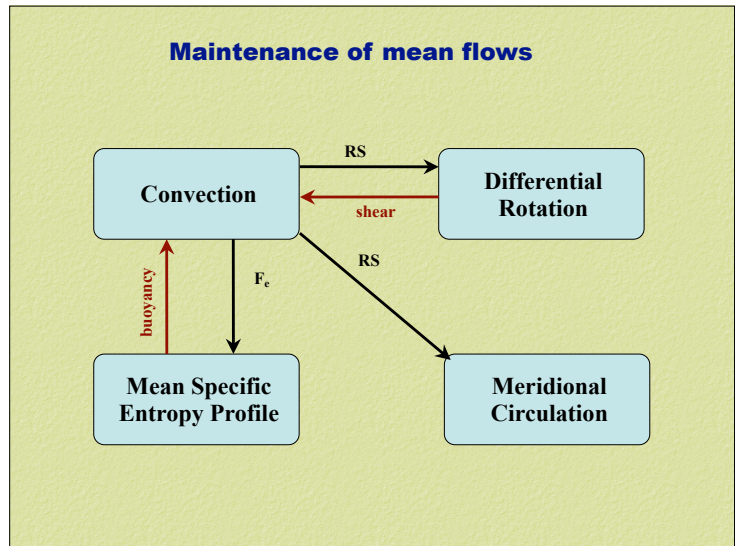 Maintenance of mean flows
RS
Convection
Differential
Rotation
shear
RS
buoyancy
Fe
Mean Specific
Entropy Profile
Meridional
Circulation